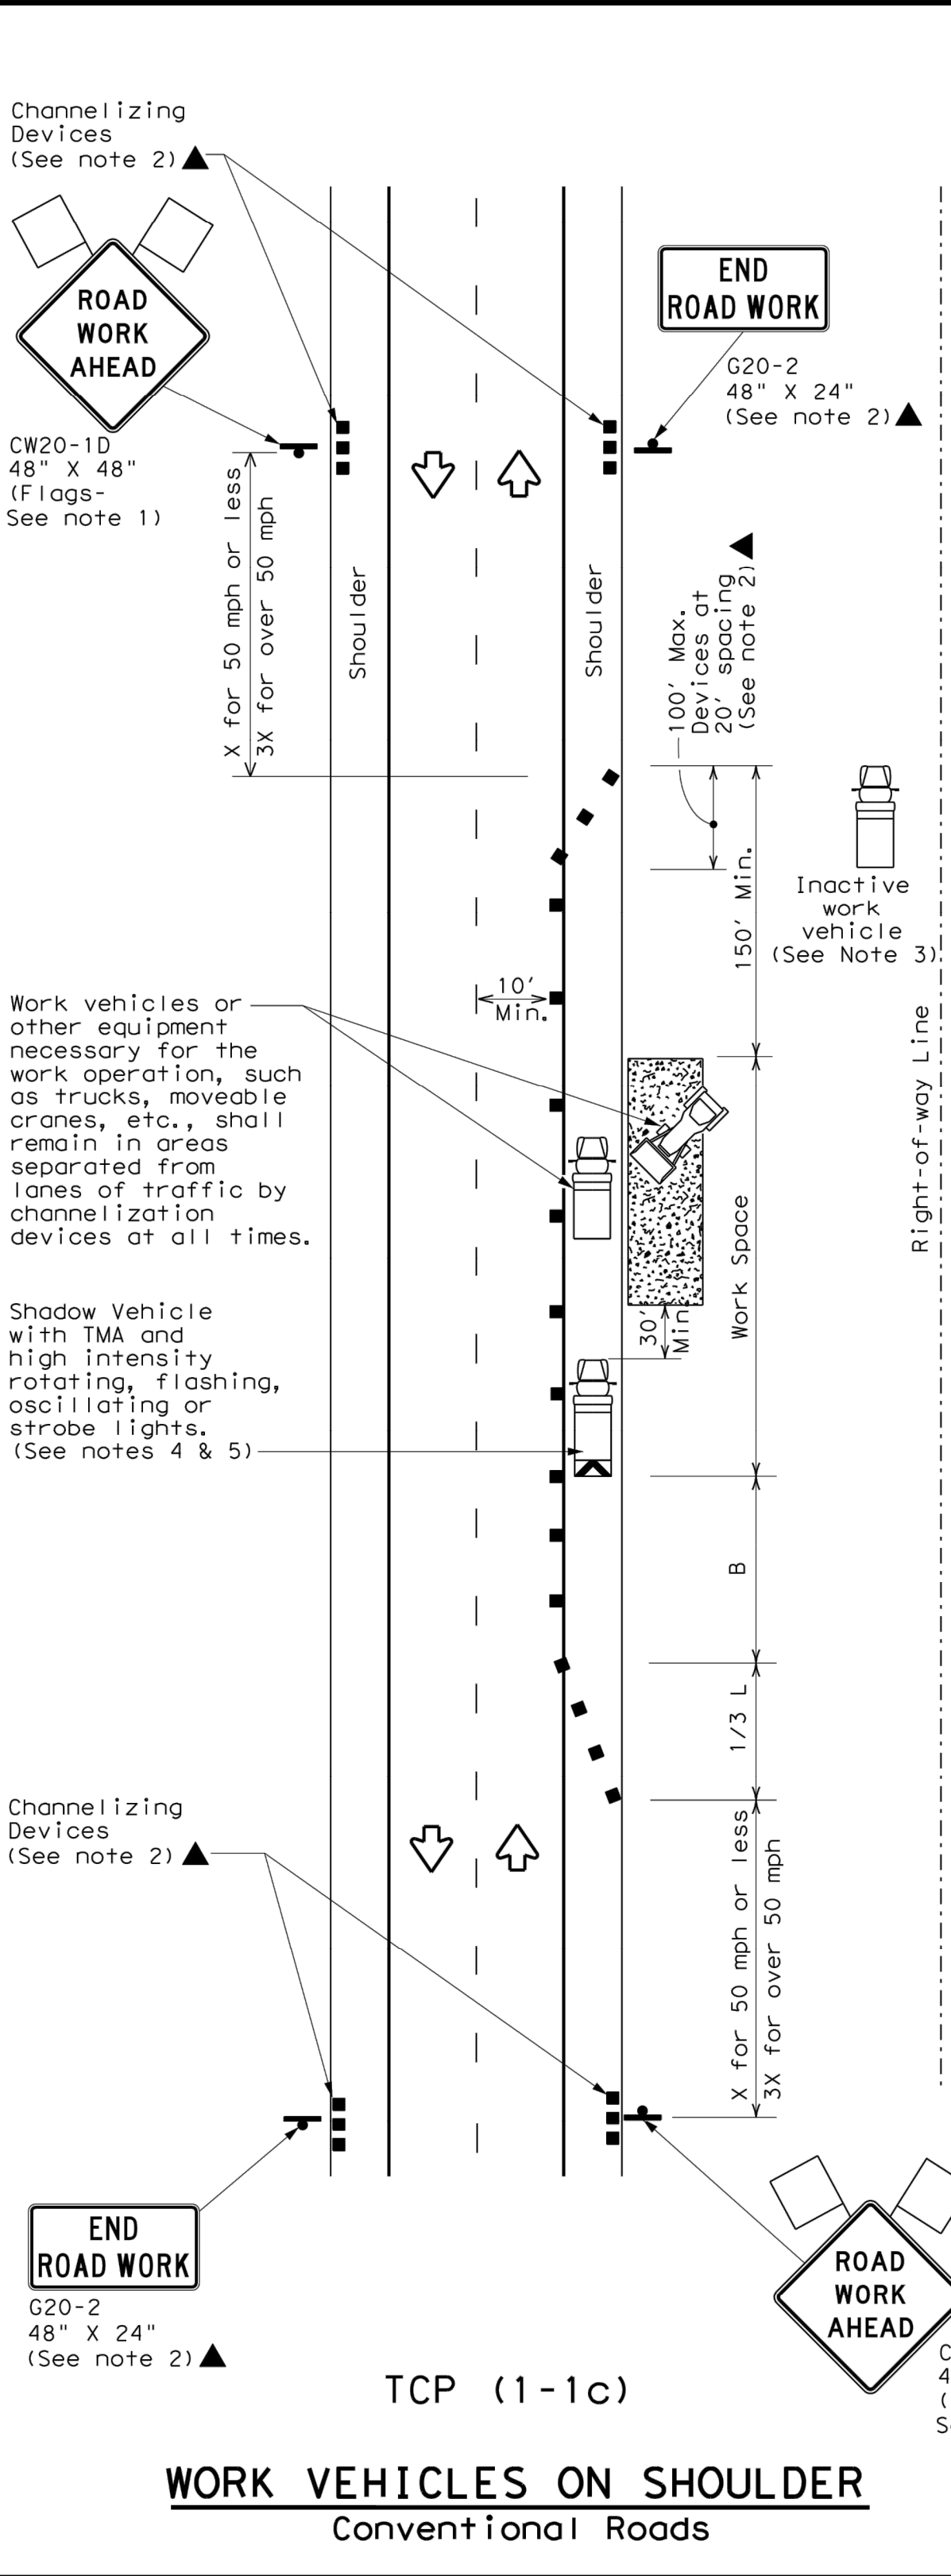 Channelizing
Devices
(See note 2)
ROAD
WORK
AHEAD
CW20-1D
48" X 48"
(Flags-
See note 1)
END
ROAD WORK
G20-2
48" X 24"
(See note 2)
X for 50 mph or less
3X for over 50 mph
Shoulder
Shoulder
100' Max.
Devices at
20' spacing
(See note 2)
150' Min.
Inactive
work
vehicle
(See Note 3)
Right-of-way Line
10'
Min.
Work vehicles or
other equipment
necessary for the
work operation, such
as trucks, moveable
cranes, etc., shall
remain in areas
separated from
lanes of traffic by
channelization
devices at all times.
Work Space
30'
Min.
Shadow Vehicle
with TMA and
high intensity
rotating, flashing,
oscillating or
strobe lights.
(See notes 4 & 5)
B
1/3 L
Channelizing
Devices
(See note 2)
X for 50 mph or less
3X for over 50 mph
END
ROAD WORK
G20-2
48" X 24"
(See note 2)
ROAD
WORK
AHEAD
C
4
(
S
TCP (1-1c)
WORK VEHICLES ON SHOULDER
Conventional Roads